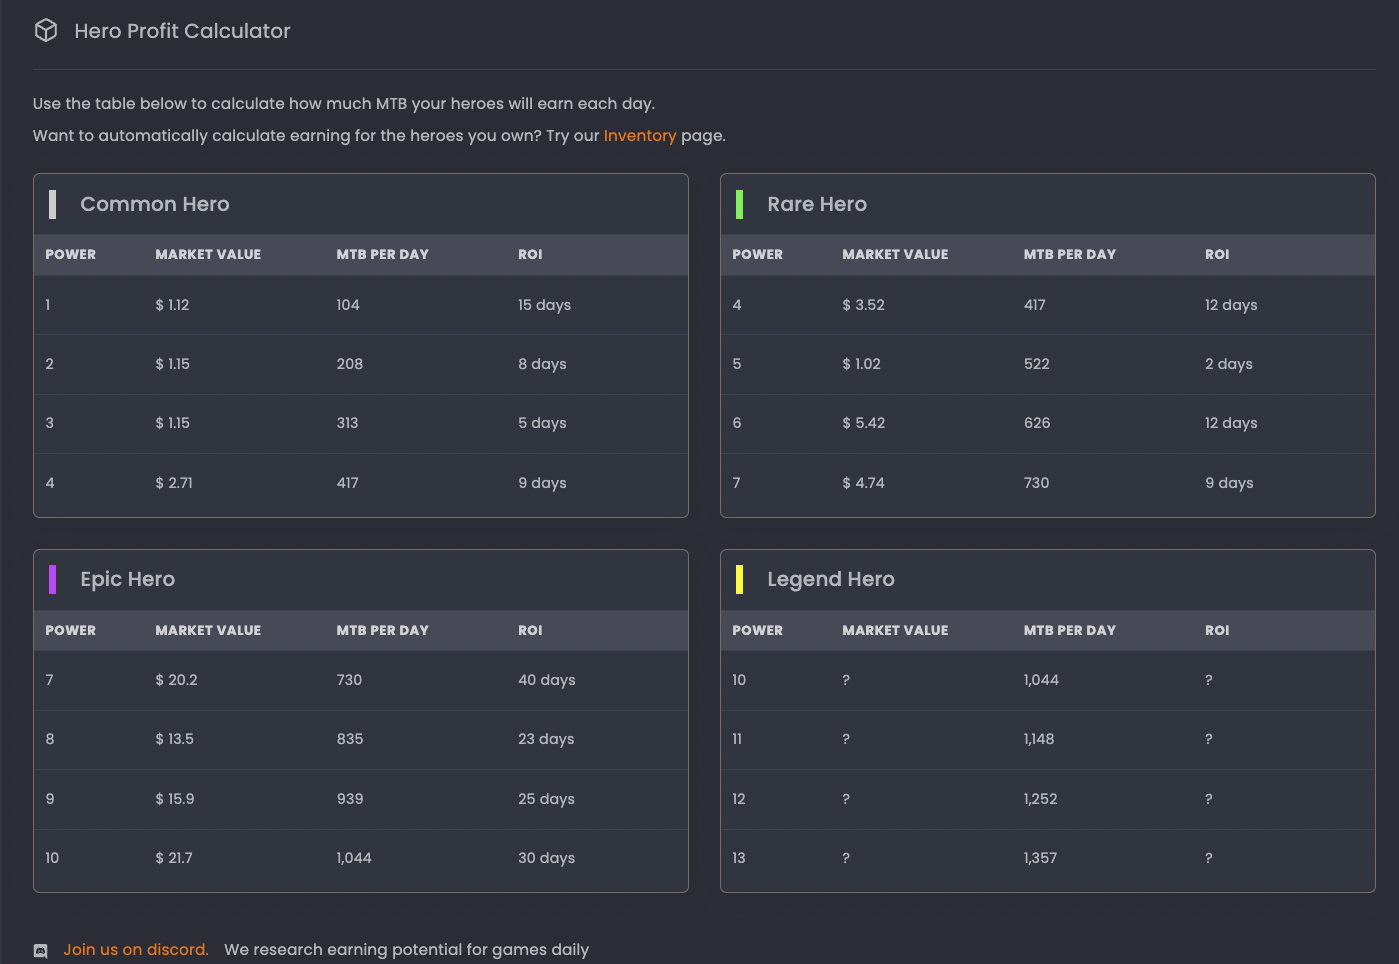 Hero Profit Calculator
Use the table below to calculate how much MTB your heroes will earn each day.
Want to automatically calculate earning for the heroes you own? Try our Inventory page.
Common Hero
POWER MARKET VALUE MTB PER DAY ROI
1 $ 1.12 104 15 days
2 $ 1.15 208 8 days
3 $ 1.15 313 5 days
4 $ 2.71 417 9 days
Rare Hero
POWER MARKET VALUE MTB PER DAY ROI
4 $ 3.52 417 12 days
5 $ 1.02 522 2 days
6 $ 5.42 626 12 days
7 $ 4.74 730 9 days
Epic Hero
POWER MARKET VALUE MTB PER DAY ROI
7 $ 20.2 730 40 days
8 $ 13.5 835 23 days
9 $ 15.9 939 25 days
10 $ 21.7 1,044 30 days
Legend Hero
POWER MARKET VALUE MTB PER DAY ROI
10 ? 1,044 ?
11 ? 1,148 ?
12 ? 1,252 ?
13 ? 1,357 ?
Join us on discord. We research earning potential for games daily